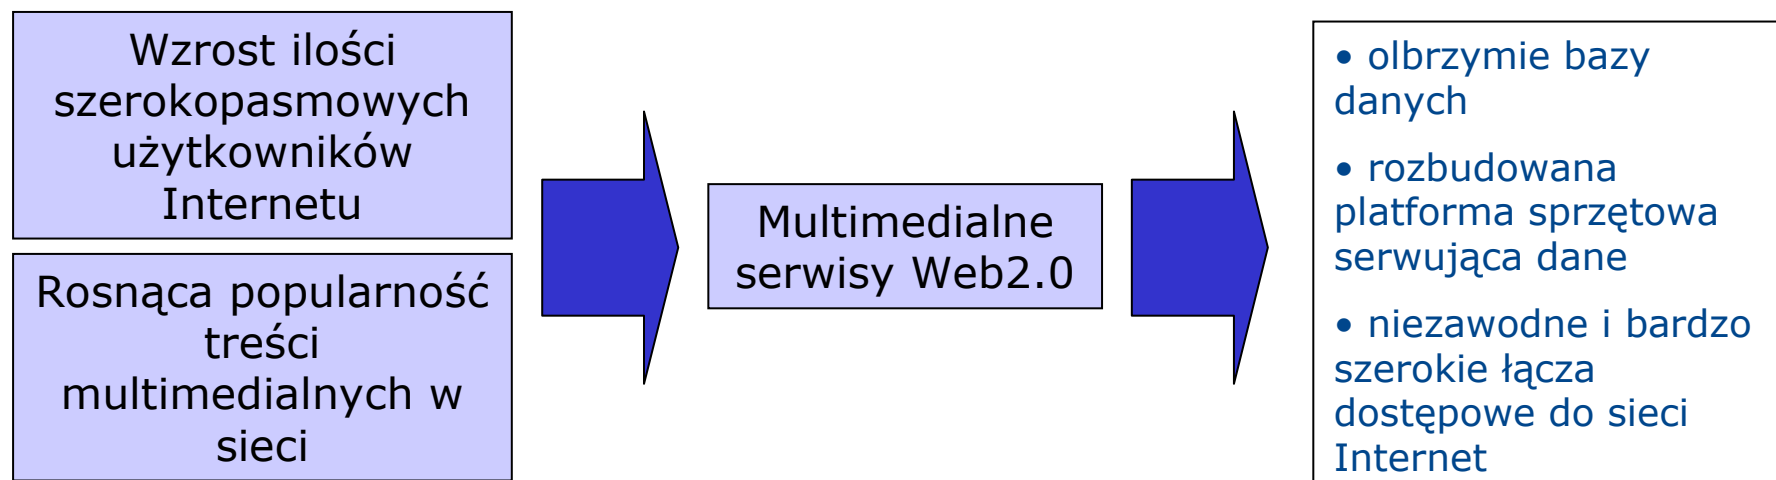 Wzrost ilości
szerokopasmowych
użytkowników
Internetu
Rosnąca popularność
treści
multimedialnych w
sieci
Multimedialne
serwisy Web2.0
• olbrzymie bazy
danych
• rozbudowana
platforma sprzętowa
serwująca dane
• niezawodne i bardzo
szerokie łącza
dostępowe do sieci
Internet